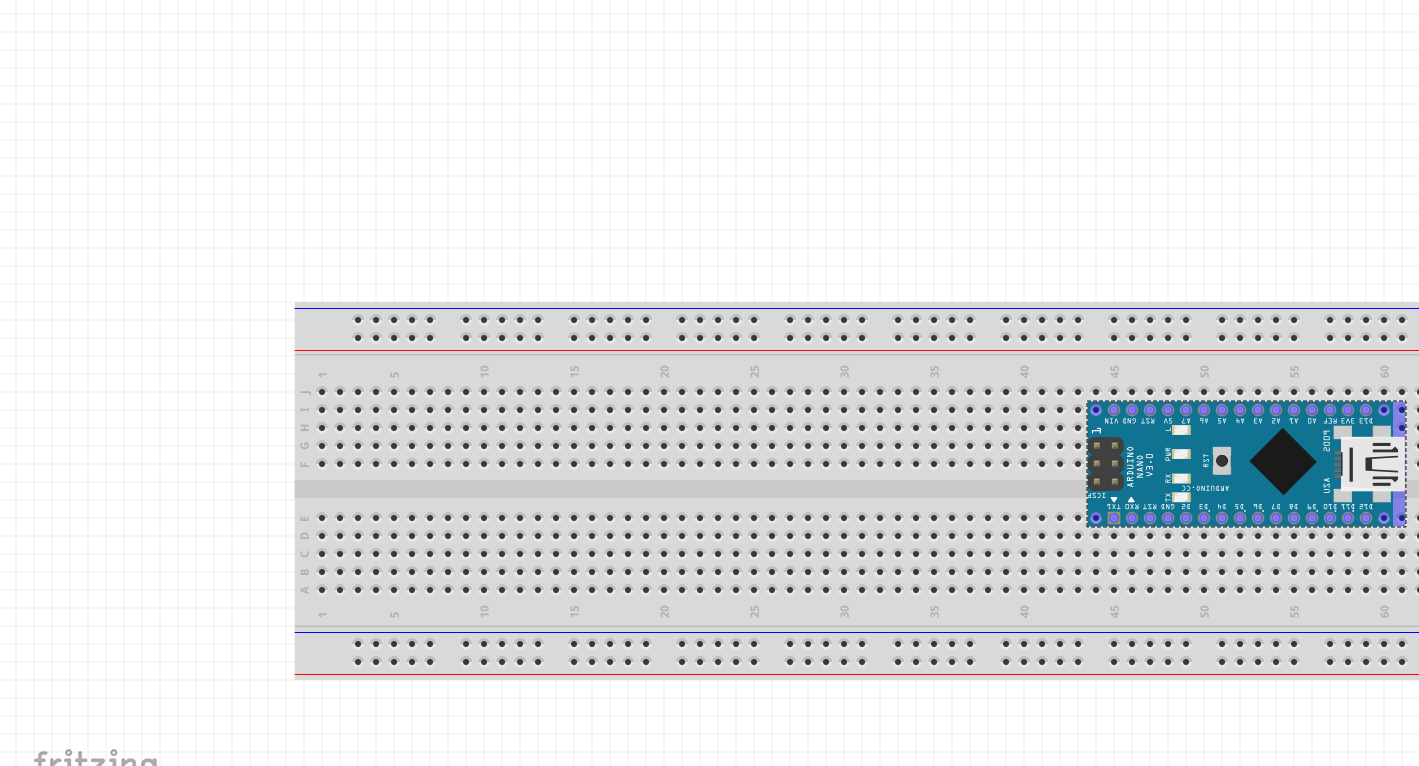 1 5 10 15 20 25 30 35 40 45 50 55 60
J
I
H
G
F
VIN GND RST 5V A7 A6 A5 A4 A3 A2 A1 A0 REF 3V3 D13
L
PWR
RX
TX
RST
ARDUINO
NANO
V3.0
ARDUINO.CC
2009
USA
ICSP
TX1 RX0 RST GND D2 D3 D4 D5 D6 D7 D8 D9 D10 D11 D12
E
D
C
B
A
1 5 10 15 20 25 30 35 40 45 50 55 60
fritzing